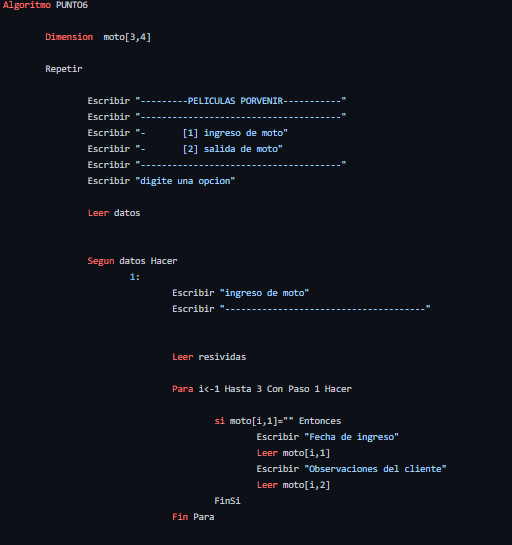 Algoritmo PUNTO6
Dimension moto[3,4]
Repetir
Escribir "---------PELICULAS PORVENIR-----------"
Escribir "--------------------------------------"
Escribir "-       [1] ingreso de moto"
Escribir "-       [2] salida de moto"
Escribir "--------------------------------------"
Escribir "digite una opcion"
Leer datos
Segun datos Hacer
1:
Escribir "ingreso de moto"
Escribir "--------------------------------------"
Leer resividas
Para i<-1 Hasta 3 Con Paso 1 Hacer
si moto[i,1]="" Entonces
Escribir "Fecha de ingreso"
Leer moto[i,1]
Escribir "Observaciones del cliente"
Leer moto[i,2]
FinSi
Fin Para